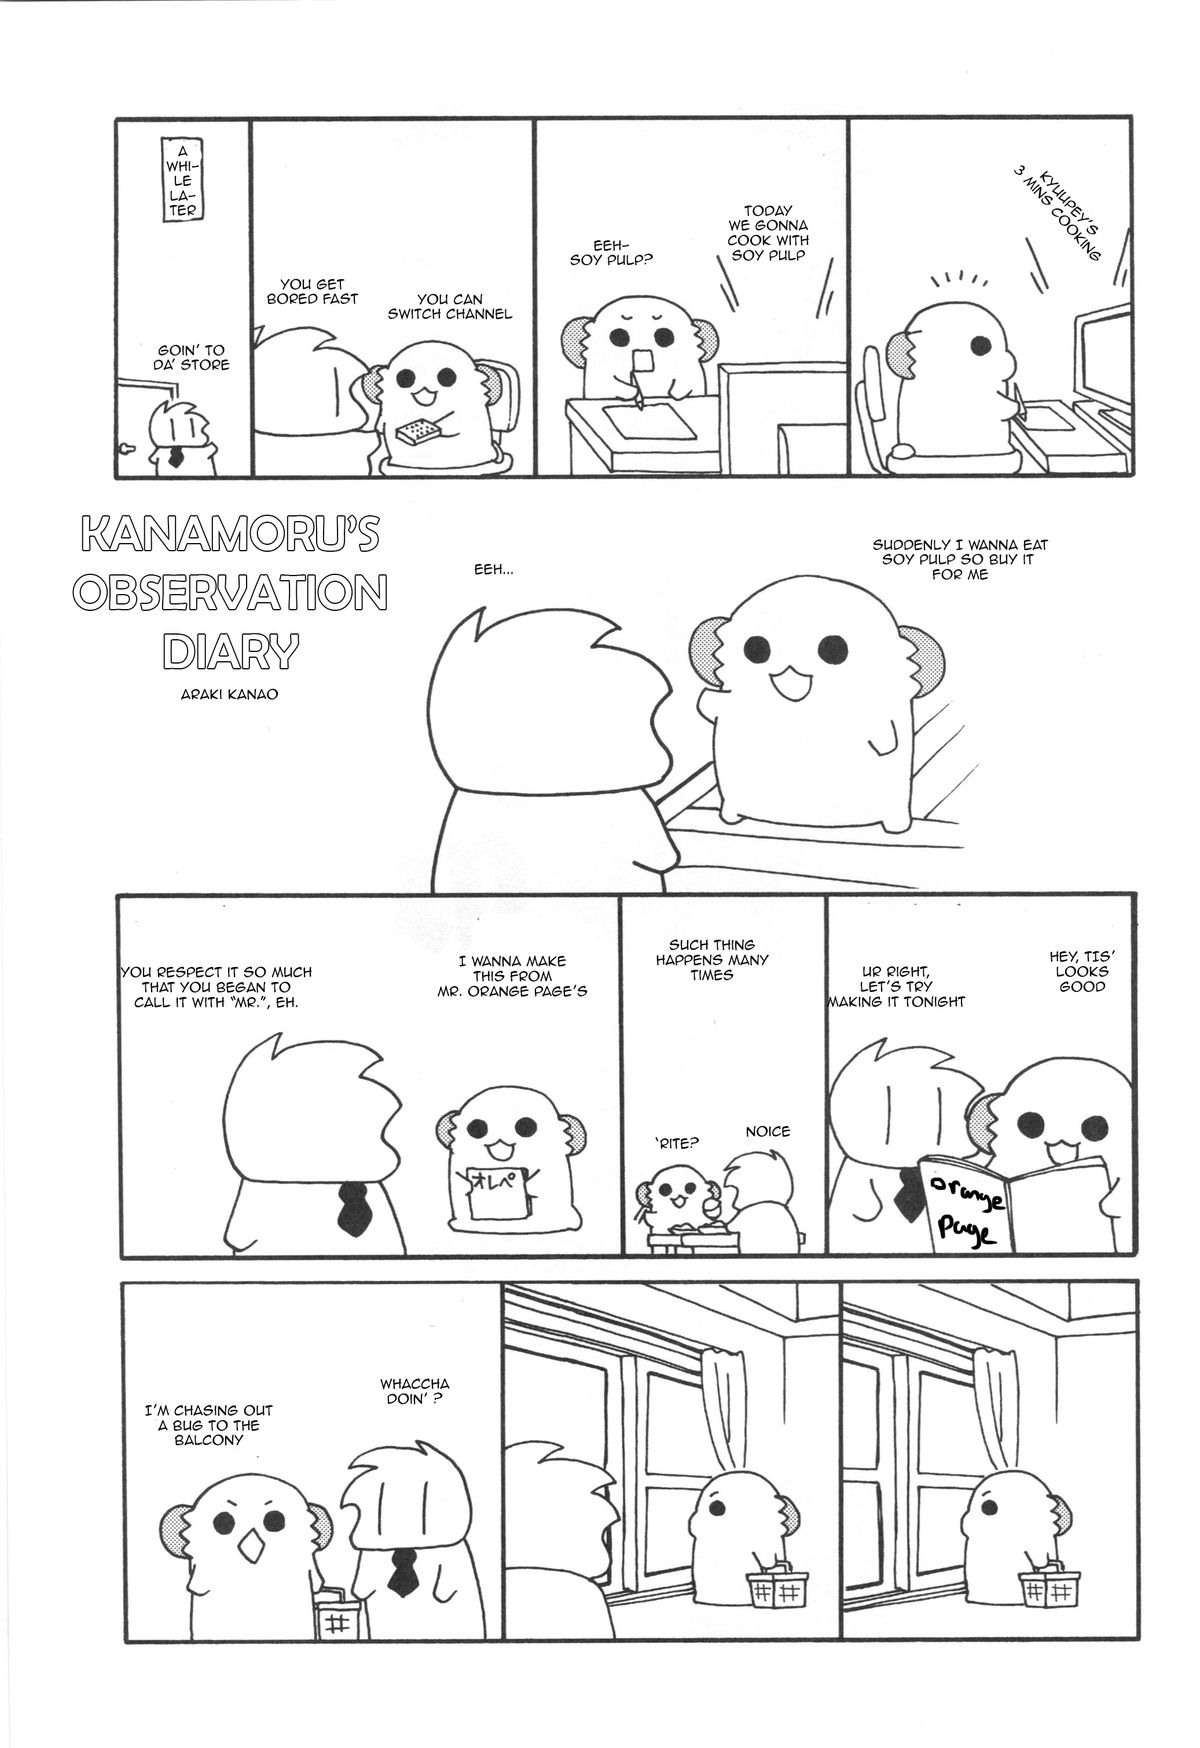 KYUUPEY'S
3 MINS COOKING
TODAY
WE GONNA
COOK WITH
SOY PULP
EEH-
SOY PULP?
YOU CAN
SWITCH CHANNEL
YOU GET
BORED FAST
A
WHI-
LE
LA-
TER
GOIN' TO
DA' STORE
SUDDENLY I WANNA EAT
SOY PULP SO BUY IT
FOR ME
EEH...
KANAMORU'S
OBSERVATION
DIARY
ARAKI KANAO
HEY, TIS'
LOOKS
GOOD
UR RIGHT,
LET'S TRY
MAKING IT TONIGHT
orange
Page
SUCH THING
HAPPENS MANY
TIMES
NOICE
'RITE?
I WANNA MAKE
THIS FROM
MR. ORANGE PAGE'S
オレペ
YOU RESPECT IT SO MUCH
THAT YOU BEGAN TO
CALL IT WITH "MR.", EH.
WHACCHA
DOIN' ?
I'M CHASING OUT
A BUG TO THE
BALCONY